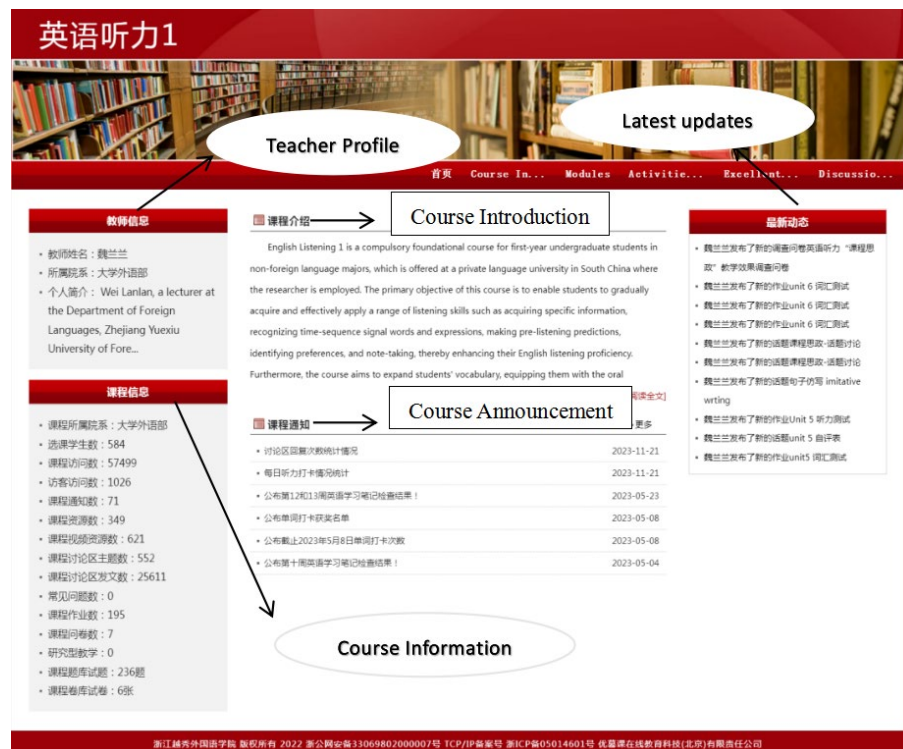 英语听力1
Teacher Profile
Latest updates
首页 Course In... Modules Activitie... Excellent... Discussio...
教师信息
• 教师姓名：魏兰兰
• 所属院系：大学外语部
• 个人简介： Wei Lanlan, a lecturer at
the Department of Foreign
Languages, Zhejiang Yuexiu
University of Fore...
课程信息
• 课程所属院系：大学外语部
• 选课学生数：584
• 课程访问数：57499
• 访客访问数：1026
• 课程通知数：71
• 课程资源数：349
• 课程视频资源数：621
• 课程讨论区主题数：552
• 课程讨论区发文数：25611
• 常见问题数：0
• 课程作业数：195
• 课程问卷数：7
• 研究型教学：0
• 课程题库试题：236题
• 课程卷库试卷：6张
课程介绍
Course Introduction
English Listening 1 is a compulsory foundational course for first-year undergraduate students in
non-foreign language majors, which is offered at a private language university in South China where
the researcher is employed. The primary objective of this course is to enable students to gradually
acquire and effectively apply a range of listening skills such as acquiring specific information,
recognizing time-sequence signal words and expressions, making pre-listening predictions,
identifying preferences, and note-taking, thereby enhancing their English listening proficiency.
Furthermore, the course aims to expand students' vocabulary, equipping them with the oral
阅读全文]
课程通知
Course Announcement
更多
• 讨论区回复次数统计情况 2023-11-21
• 每日听力打卡情况统计 2023-11-21
• 公布第12和13周英语学习笔记检查结果！ 2023-05-23
• 公布单词打卡获奖名单 2023-05-08
• 公布截止2023年5月8日单词打卡次数 2023-05-08
• 公布第十周英语学习笔记检查结果！ 2023-05-04
Course Information
最新动态
• 魏兰兰发布了新的调查问卷英语听力“课程思
政”教学效果调查问卷
• 魏兰兰发布了新的作业unit 6 词汇测试
• 魏兰兰发布了新的作业unit 6 词汇测试
• 魏兰兰发布了新的作业unit 6 词汇测试
• 魏兰兰发布了新的话题课程思政-话题讨论
• 魏兰兰发布了新的话题课程思政-话题讨论
• 魏兰兰发布了新的话题句子仿写 imitative
wrting
• 魏兰兰发布了新的作业Unit 5 听力测试
• 魏兰兰发布了新的话题unit 5 自评表
• 魏兰兰发布了新的作业unit5 词汇测试
浙江越秀外国语学院 版权所有 2022 浙公网安备33069802000007号 TCP/IP备案号 浙ICP备05014601号 优慕课在线教育科技(北京)有限责任公司